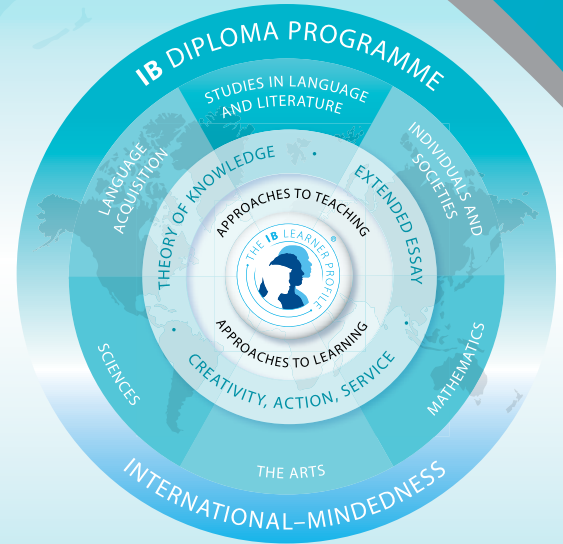 IB DIPLOMA PROGRAMME
STUDIES IN LANGUAGE
AND LITERATURE
LANGUAGE
ACQUISITION
INDIVIDUALS AND
SOCIETIES
THEORY OF KNOWLEDGE
EXTENDED ESSAY
APPROACHES TO TEACHING
THE IB LEARNER PROFILE
®
APPROACHES TO LEARNING
CREATIVITY, ACTION, SERVICE
SCIENCES
MATHEMATICS
THE ARTS
INTERNATIONAL–MINDEDNESS